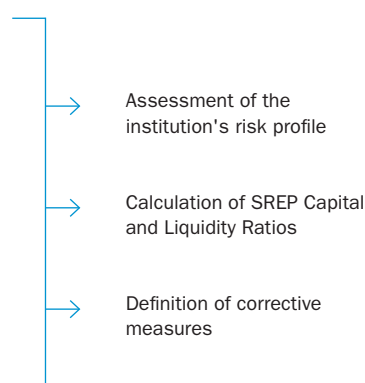 Assessment of the
institution's risk profile
Calculation of SREP Capital
and Liquidity Ratios
Definition of corrective
measures